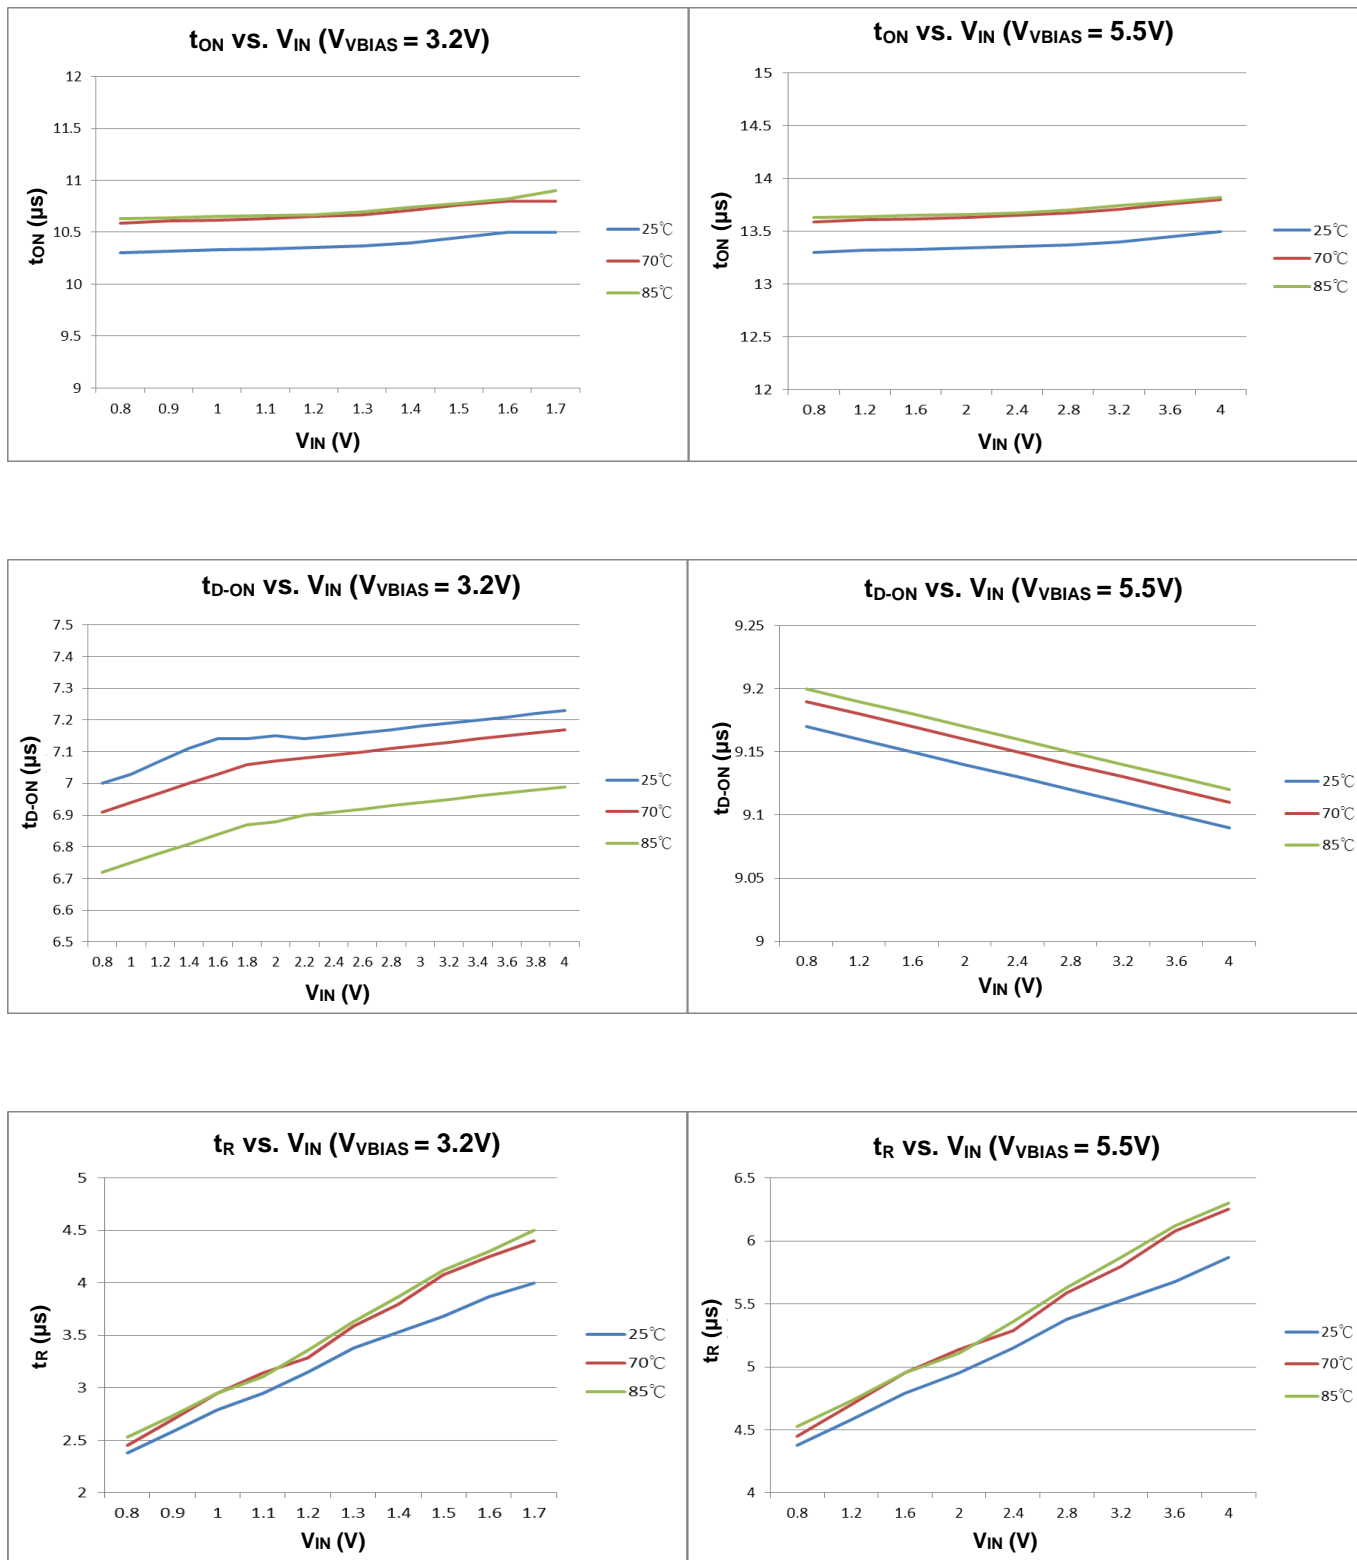 tON vs. VIN (VVBIAS = 3.2V)
12
11.5
11
10.5
10
9.5
9
tON (µs)
0.8 0.9 1 1.1 1.2 1.3 1.4 1.5 1.6 1.7
VIN (V)
25℃
70℃
85℃
tON vs. VIN (VVBIAS = 5.5V)
15
14.5
14
13.5
13
12.5
12
tON (µs)
0.8 1.2 1.6 2 2.4 2.8 3.2 3.6 4
VIN (V)
25℃
70℃
85℃
tD-ON vs. VIN (VVBIAS = 3.2V)
7.5
7.4
7.3
7.2
7.1
7
6.9
6.8
6.7
6.6
6.5
tD-ON (µs)
0.8 1 1.2 1.4 1.6 1.8 2 2.2 2.4 2.6 2.8 3 3.2 3.4 3.6 3.8 4
VIN (V)
25℃
70℃
85℃
tD-ON vs. VIN (VVBIAS = 5.5V)
9.25
9.2
9.15
9.1
9.05
9
tD-ON (µs)
0.8 1.2 1.6 2 2.4 2.8 3.2 3.6 4
VIN (V)
25℃
70℃
85℃
tR vs. VIN (VVBIAS = 3.2V)
5
4.5
4
3.5
3
2.5
2
tR (µs)
0.8 0.9 1 1.1 1.2 1.3 1.4 1.5 1.6 1.7
VIN (V)
25℃
70℃
85℃
tR vs. VIN (VVBIAS = 5.5V)
6.5
6
5.5
5
4.5
4
tR (µs)
0.8 1.2 1.6 2 2.4 2.8 3.2 3.6 4
VIN (V)
25℃
70℃
85℃